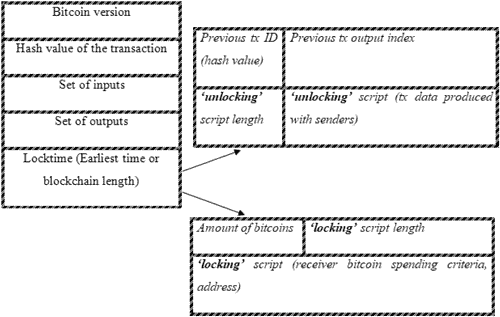 Bitcoin version
Hash value of the transaction
Set of inputs
Set of outputs
Locktime (Earliest time or
blockchain length)
Previous tx ID
(hash value)
Previous tx output index
‘unlocking’
script length
‘unlocking’ script (tx data produced
with senders)
Amount of bitcoins
‘locking’ script length
‘locking’ script (receiver bitcoin spending criteria,
address)